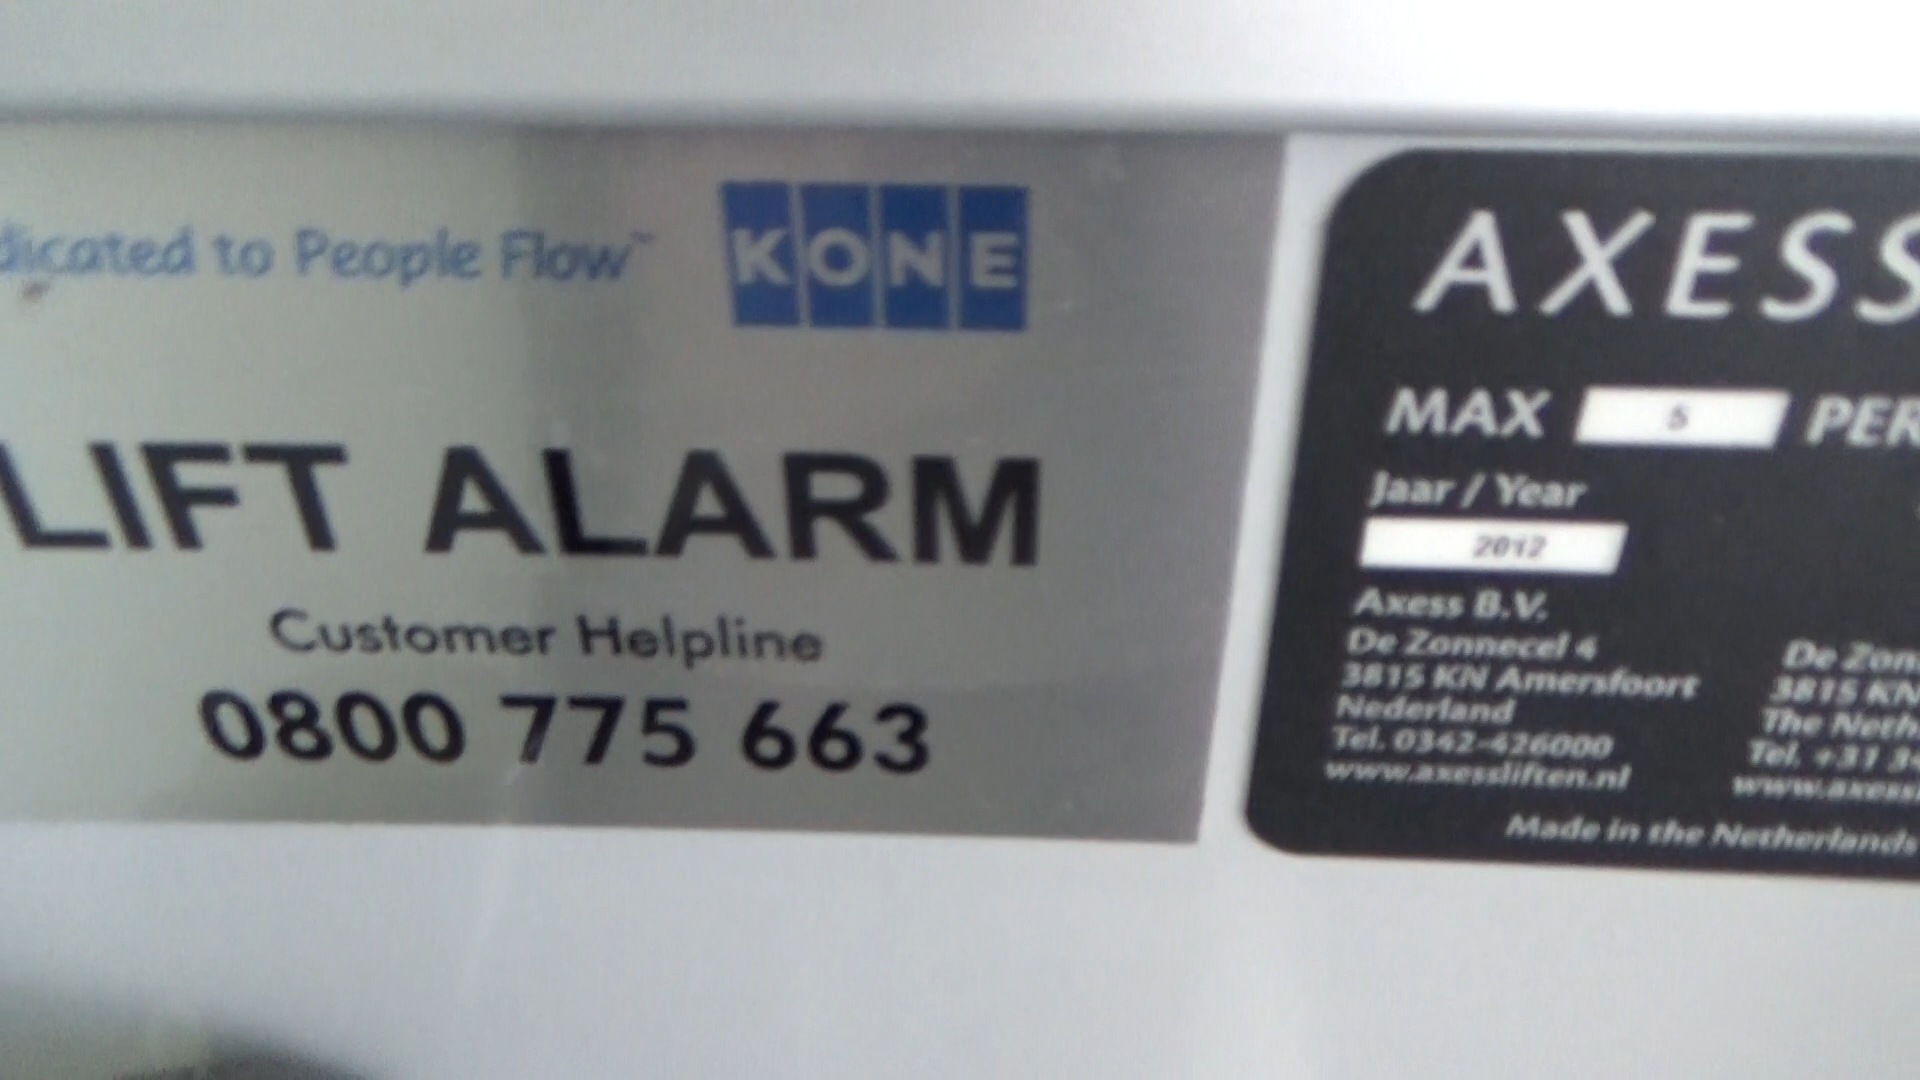 dicated to People Flow™
KONE
LIFT ALARM
Customer Helpline
0800 775 663
AXESS
MAX 5 PER
Jaar / Year
2012
Axess B.V.
De Zonnecel 4
3815 KN Amersfoort
Nederland
Tel. 0342-426000
www.axessliften.nl
De Zon
3815 KN
The Neth
Tel. +31 34
www.axessl
Made in the Netherlands